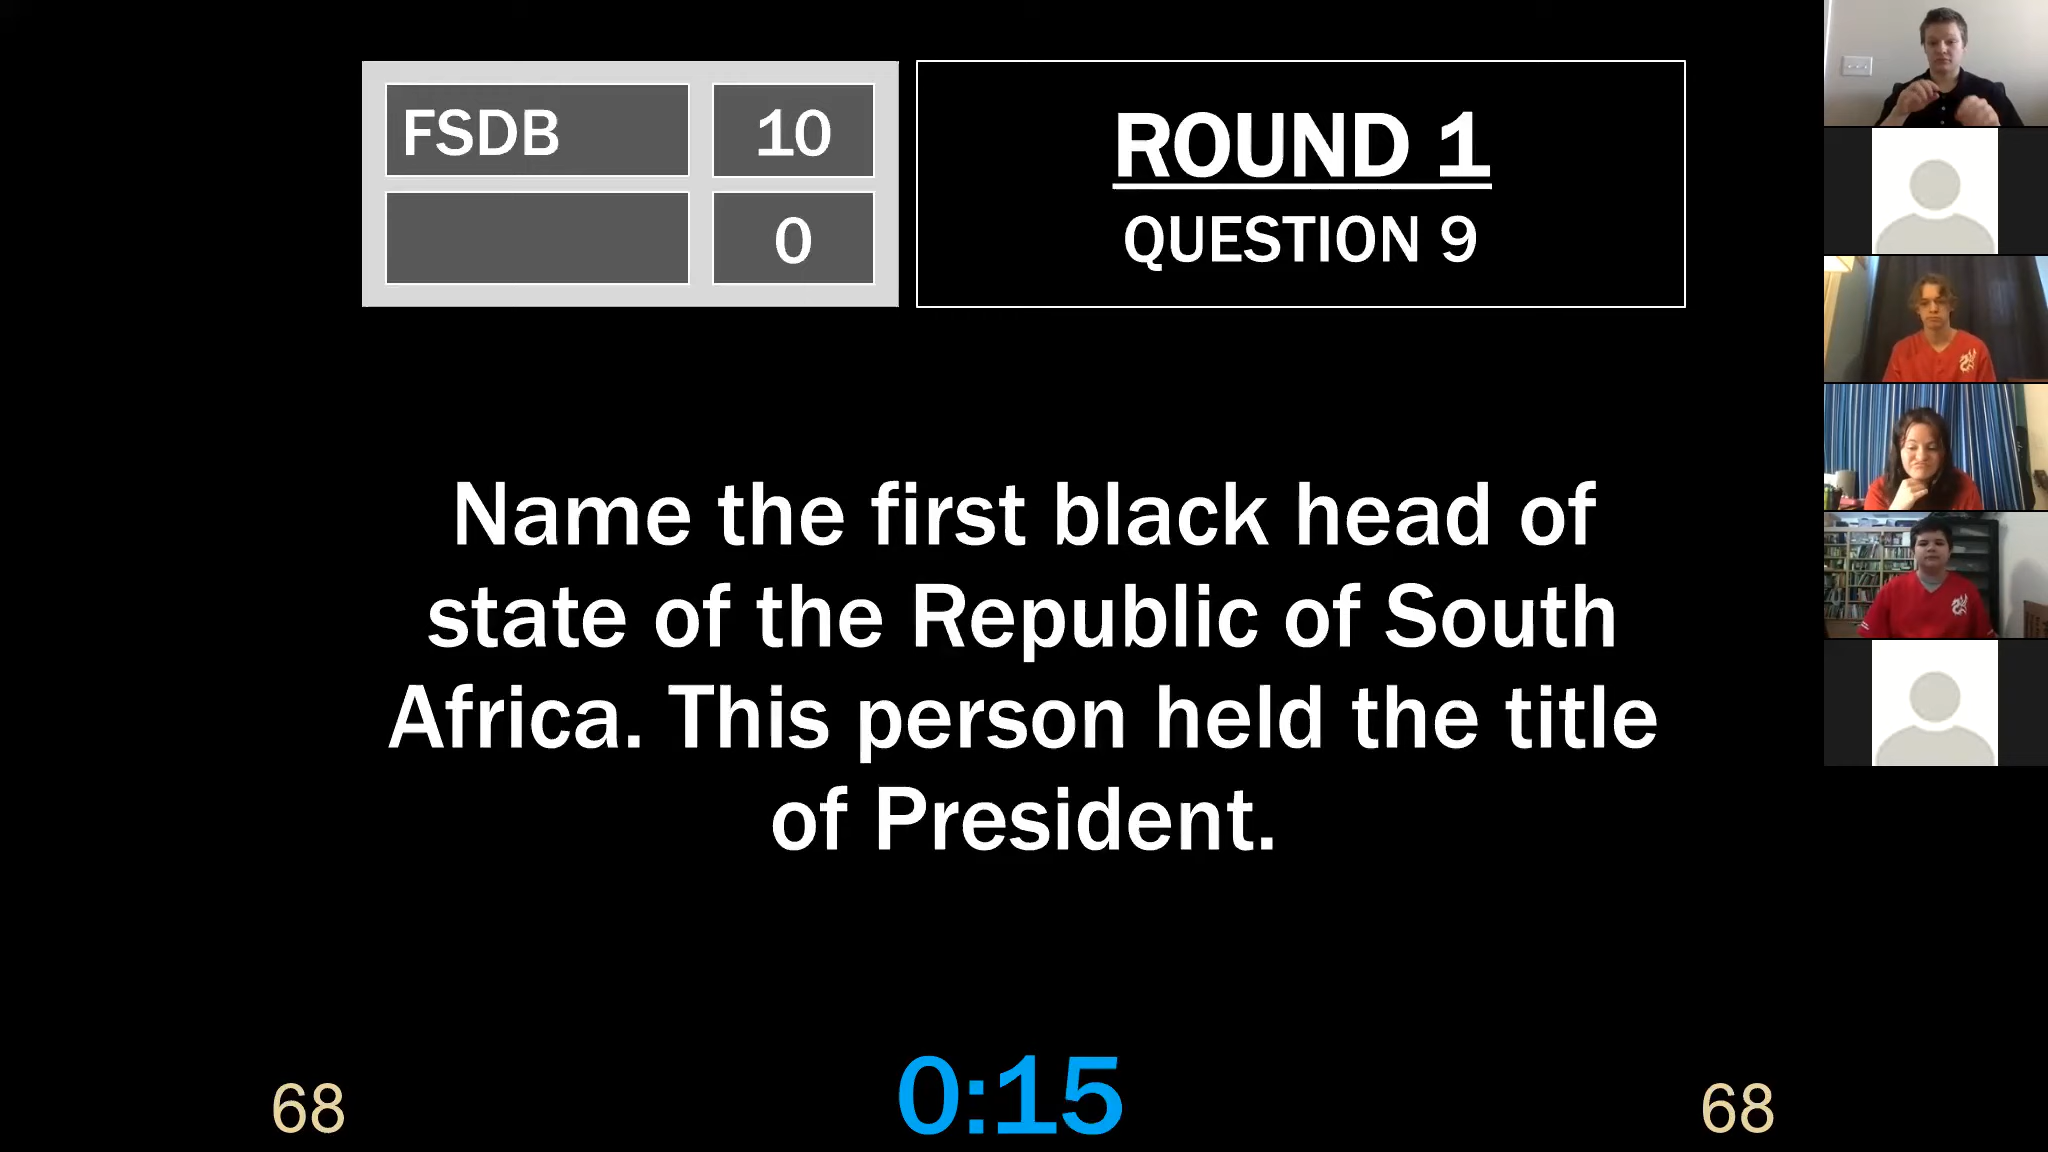 FSDB 10
0
ROUND 1
QUESTION 9
Name the first black head of
state of the Republic of South
Africa. This person held the title
of President.
68 0:15 68